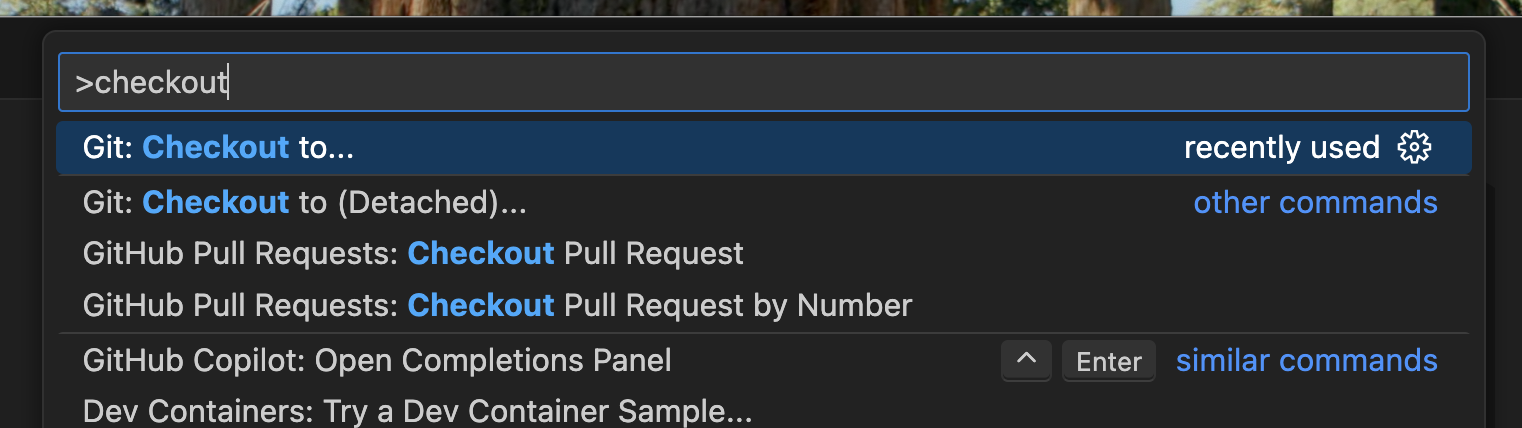 >checkout
Git: Checkout to... recently used
Git: Checkout to (Detached)... other commands
GitHub Pull Requests: Checkout Pull Request
GitHub Pull Requests: Checkout Pull Request by Number
GitHub Copilot: Open Completions Panel ^ Enter similar commands
Dev Containers: Try a Dev Container Sample...